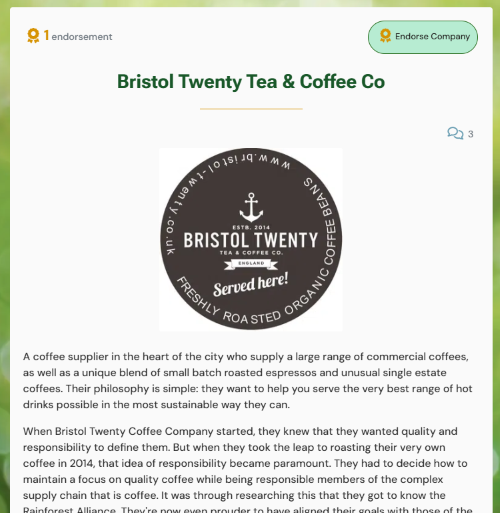 1 endorsement
Endorse Company
Bristol Twenty Tea & Coffee Co
3
www.bristol-twenty.co.uk
ESTB. 2014
BRISTOL TWENTY
TEA & COFFEE CO.
ENGLAND
Served here!
FRESHLY ROASTED ORGANIC COFFEE BEANS
A coffee supplier in the heart of the city who supply a large range of commercial coffees,
as well as a unique blend of small batch roasted espressos and unusual single estate
coffees. Their philosophy is simple: they want to help you serve the very best range of hot
drinks possible in the most sustainable way they can.
When Bristol Twenty Coffee Company started, they knew that they wanted quality and
responsibility to define them. But when they took the leap to roasting their very own
coffee in 2014, that idea of responsibility became paramount. They had to decide how to
maintain a focus on quality coffee while being responsible members of the complex
supply chain that is coffee. It was through researching this that they got to know the
Rainforest Alliance. They're now even prouder to have aligned their goals with those of the